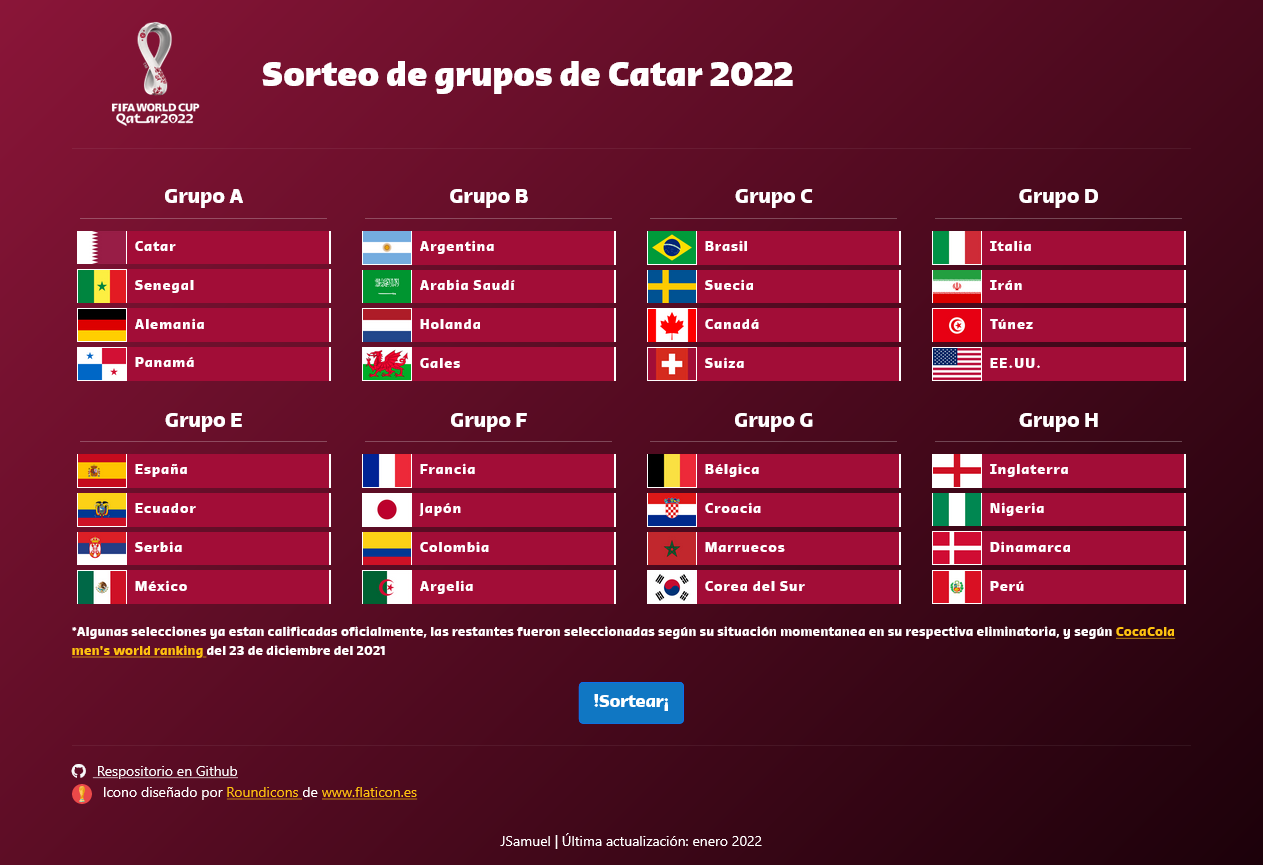 FIFA WORLD CUP
Qatar2022
Sorteo de grupos de Catar 2022
Grupo A
Catar
Senegal
Alemania
Panamá
Grupo B
Argentina
Arabia Saudí
Holanda
Gales
Grupo C
Brasil
Suecia
Canadá
Suiza
Grupo D
Italia
Irán
Túnez
EE.UU.
Grupo E
España
Ecuador
Serbia
México
Grupo F
Francia
Japón
Colombia
Argelia
Grupo G
Bélgica
Croacia
Marruecos
Corea del Sur
Grupo H
Inglaterra
Nigeria
Dinamarca
Perú
*Algunas selecciones ya estan calificadas oficialmente, las restantes fueron seleccionadas según su situación momentanea en su respectiva eliminatoria, y según CocaCola
men's world ranking del 23 de diciembre del 2021
!Sortear¡
Respositorio en Github
Icono diseñado por Roundicons de www.flaticon.es
JSamuel | Última actualización: enero 2022